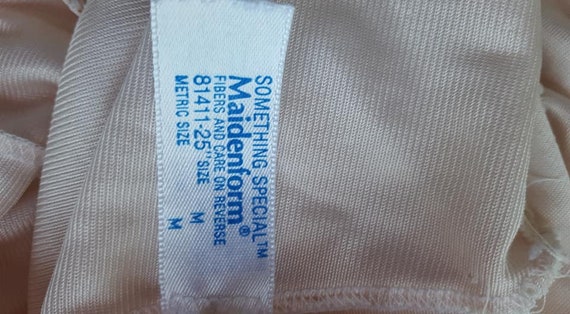 SOMETHING SPECIAL™
Maidenform®
FIBERS AND CARE ON REVERSE
81411-25" SIZE M
METRIC SIZE M